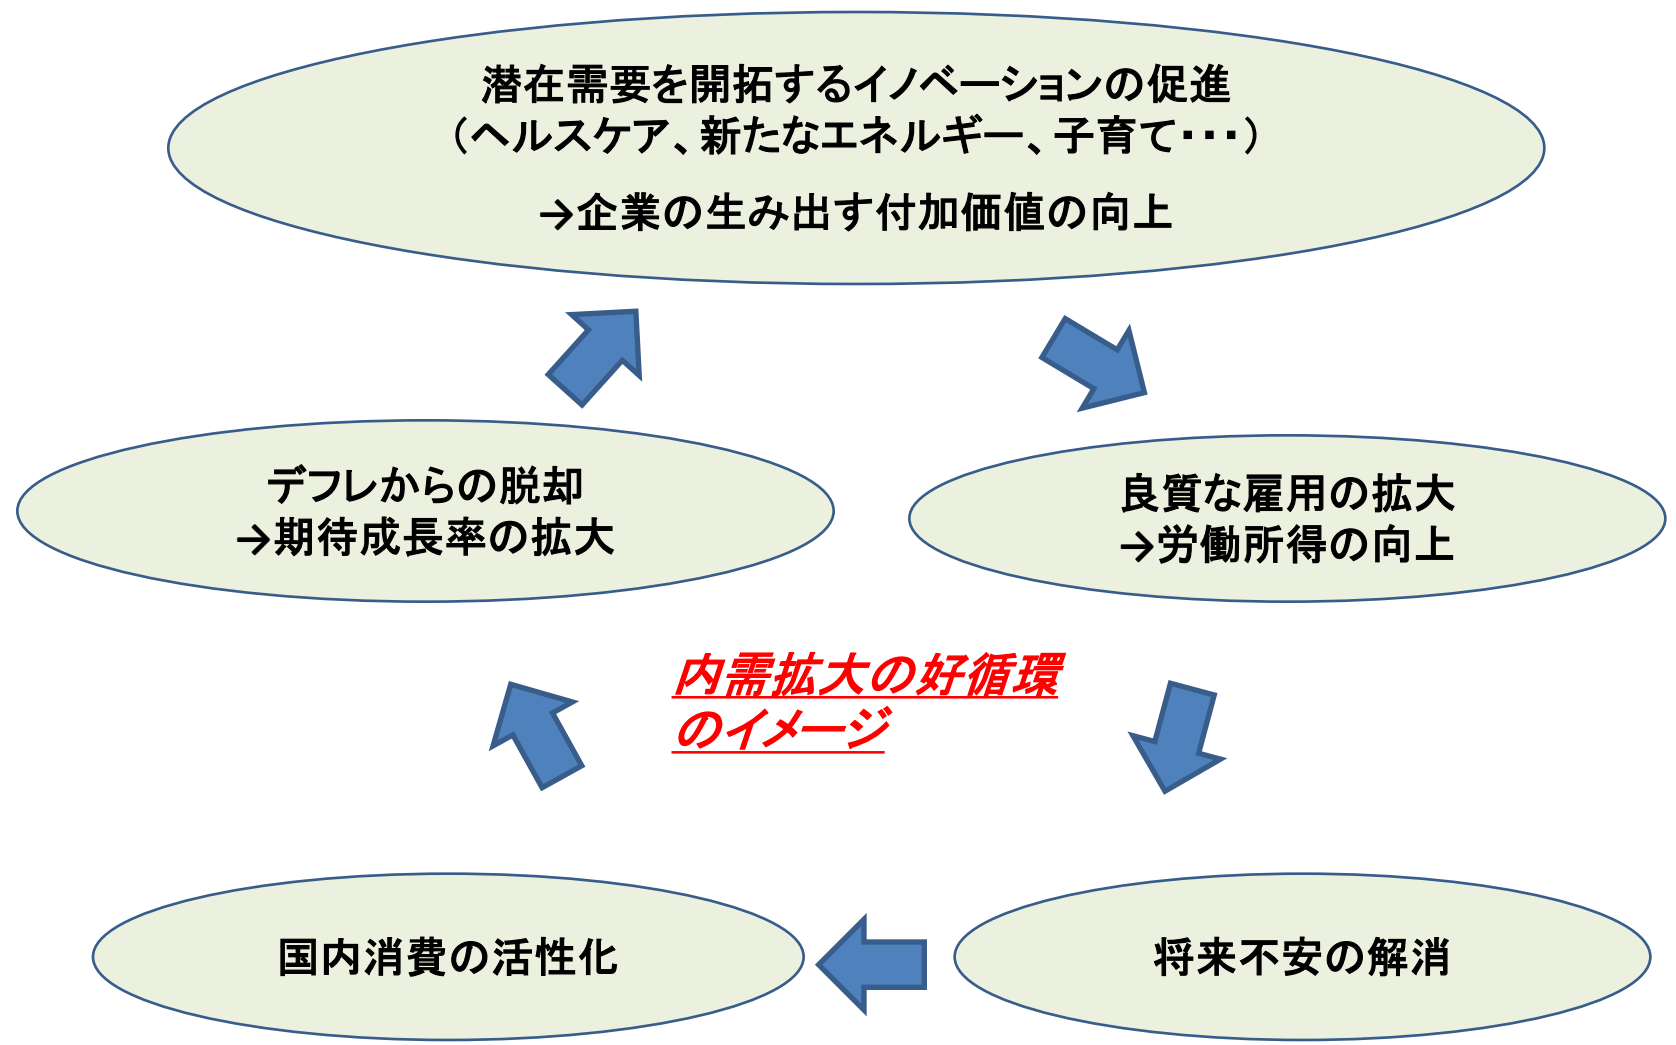 潜在需要を開拓するイノベーションの促進
（ヘルスケア、新たなエネルギー、子育て・・・）
→企業の生み出す付加価値の向上
デフレからの脱却
→期待成長率の拡大
良質な雇用の拡大
→労働所得の向上
内需拡大の好循環
のイメージ
国内消費の活性化
将来不安の解消